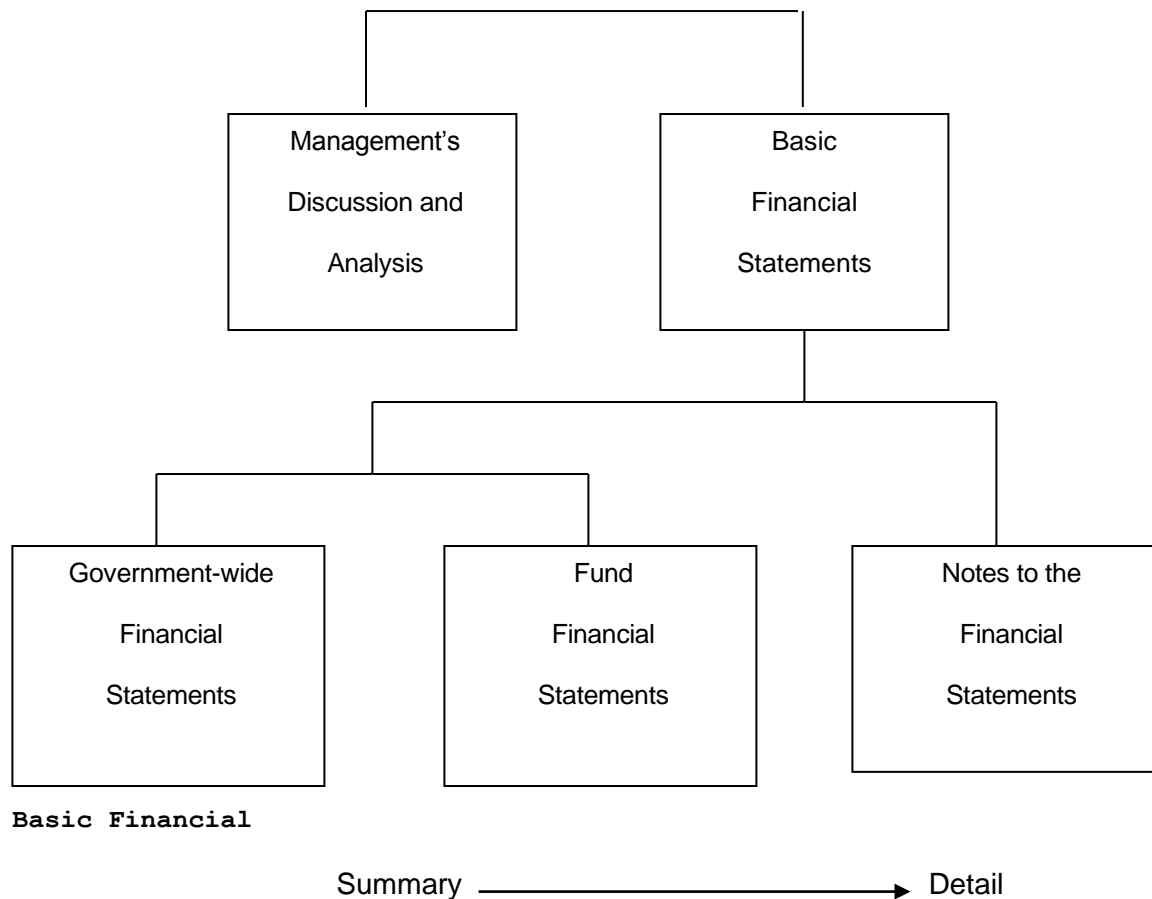 Management’s
Discussion and
Analysis
Basic
Financial
Statements
Government-wide
Financial
Statements
Fund
Financial
Statements
Notes to the
Financial
Statements
Basic Financial
Summary
Detail